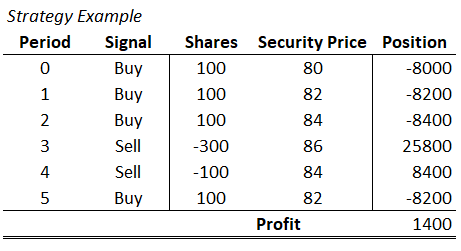 Strategy Example
Period Signal Shares Security Price Position
0 Buy 100 80 -8000
1 Buy 100 82 -8200
2 Buy 100 84 -8400
3 Sell -300 86 25800
4 Sell -100 84 8400
5 Buy 100 82 -8200
Profit 1400